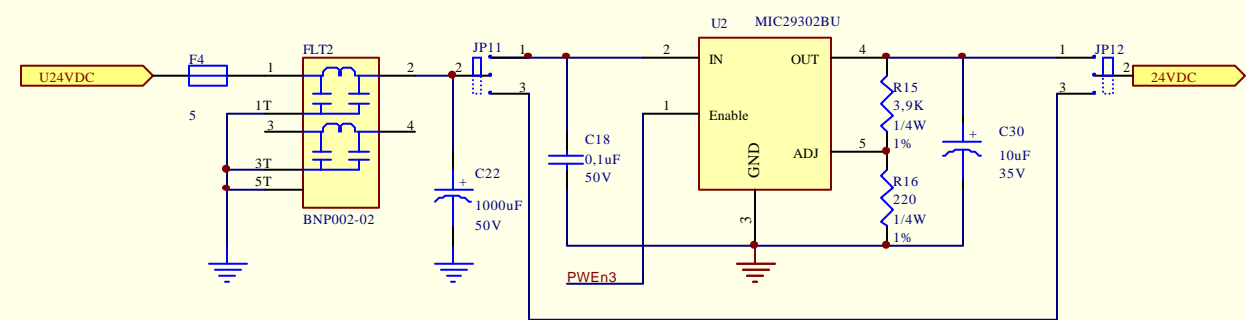 U2 MIC29302BU
F4
FLT2
JP11
JP12
1
2
2
1
3
2
IN
OUT
4
1
2
3
U24VDC
24VDC
5
1T
3
4
3T
5T
BNP002-02
C22
1000uF
50V
C18
0,1uF
50V
1
Enable
GND
3
ADJ
5
R15
3,9K
1/4W
1%
R16
220
1/4W
1%
C30
10uF
35V
+
+
PWEn3